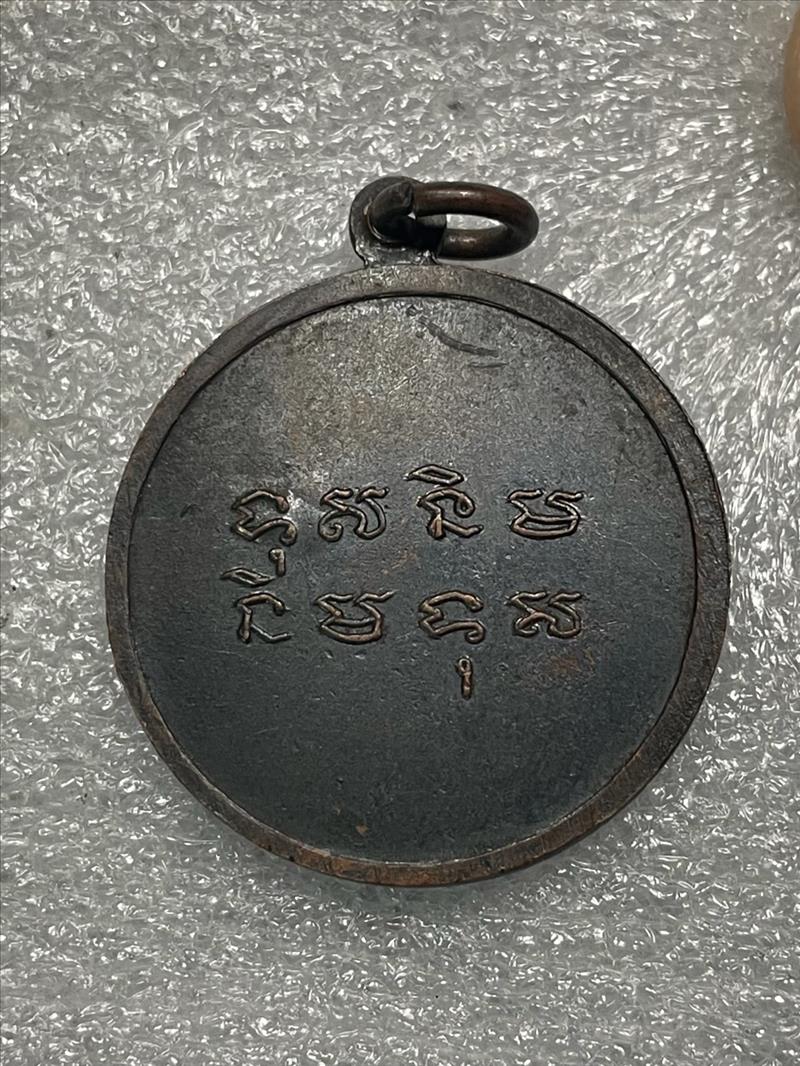 ទុ ស និ ម
និ ម ទុ ស